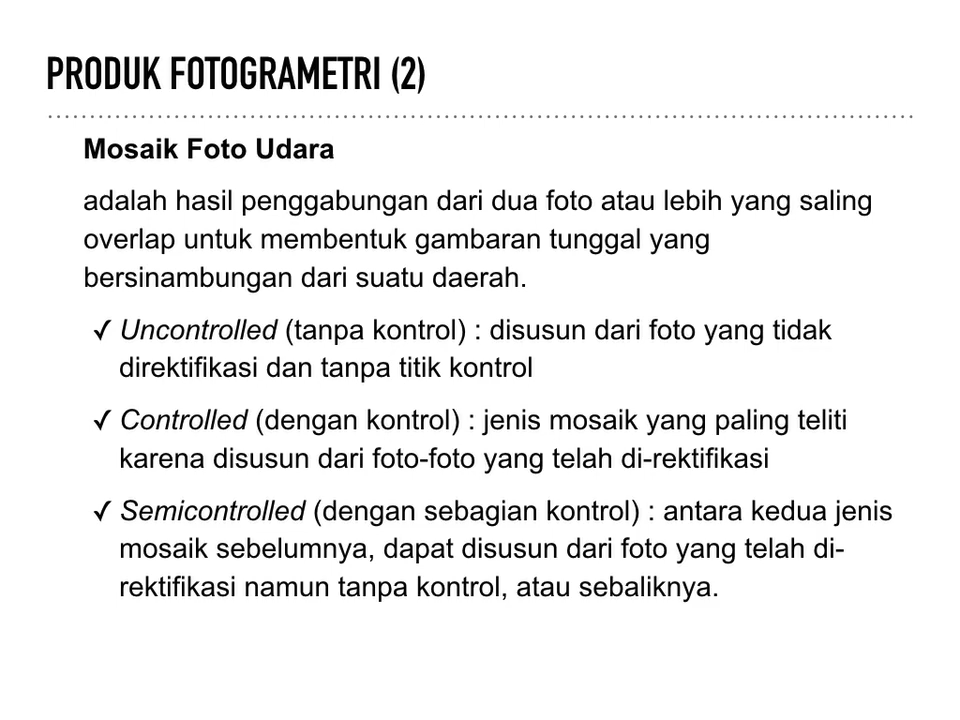 PRODUK FOTOGRAMETRI (2)
Mosaik Foto Udara
adalah hasil penggabungan dari dua foto atau lebih yang saling
overlap untuk membentuk gambaran tunggal yang
bersinambungan dari suatu daerah.
✓ Uncontrolled (tanpa kontrol) : disusun dari foto yang tidak
direktifikasi dan tanpa titik kontrol
✓ Controlled (dengan kontrol) : jenis mosaik yang paling teliti
karena disusun dari foto-foto yang telah di-rektifikasi
✓ Semicontrolled (dengan sebagian kontrol) : antara kedua jenis
mosaik sebelumnya, dapat disusun dari foto yang telah di-
rektifikasi namun tanpa kontrol, atau sebaliknya.